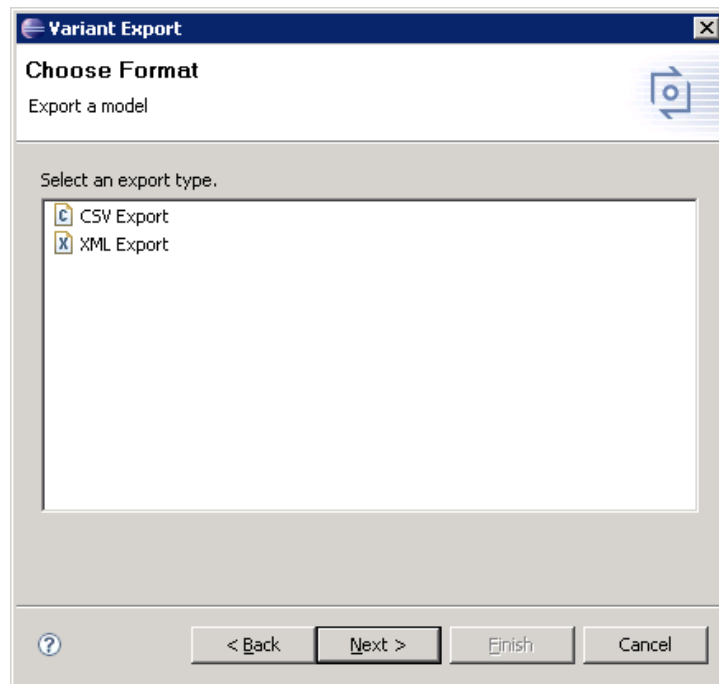 Variant Export
Choose Format
Export a model
Select an export type.
CSV Export
XML Export
< Back
Next >
Finish
Cancel